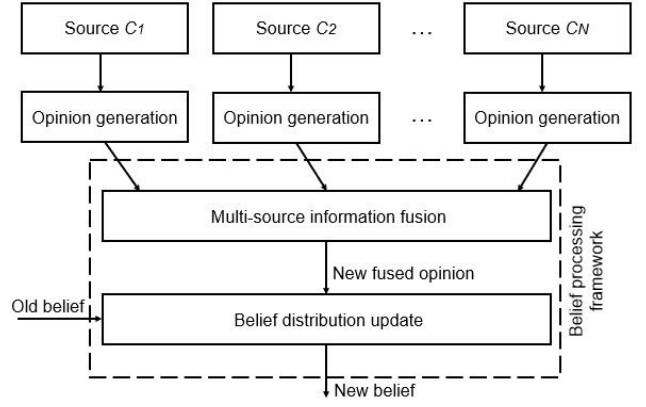 Source C1
Source C2
...
Source CN
Opinion generation
Opinion generation
...
Opinion generation
Multi-source information fusion
New fused opinion
Old belief
Belief distribution update
New belief
Belief processing
framework